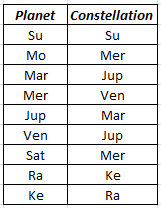 Planet Constellation
Su Su
Mo Mer
Mar Jup
Mer Ven
Jup Mar
Ven Jup
Sat Mer
Ra Ke
Ke Ra